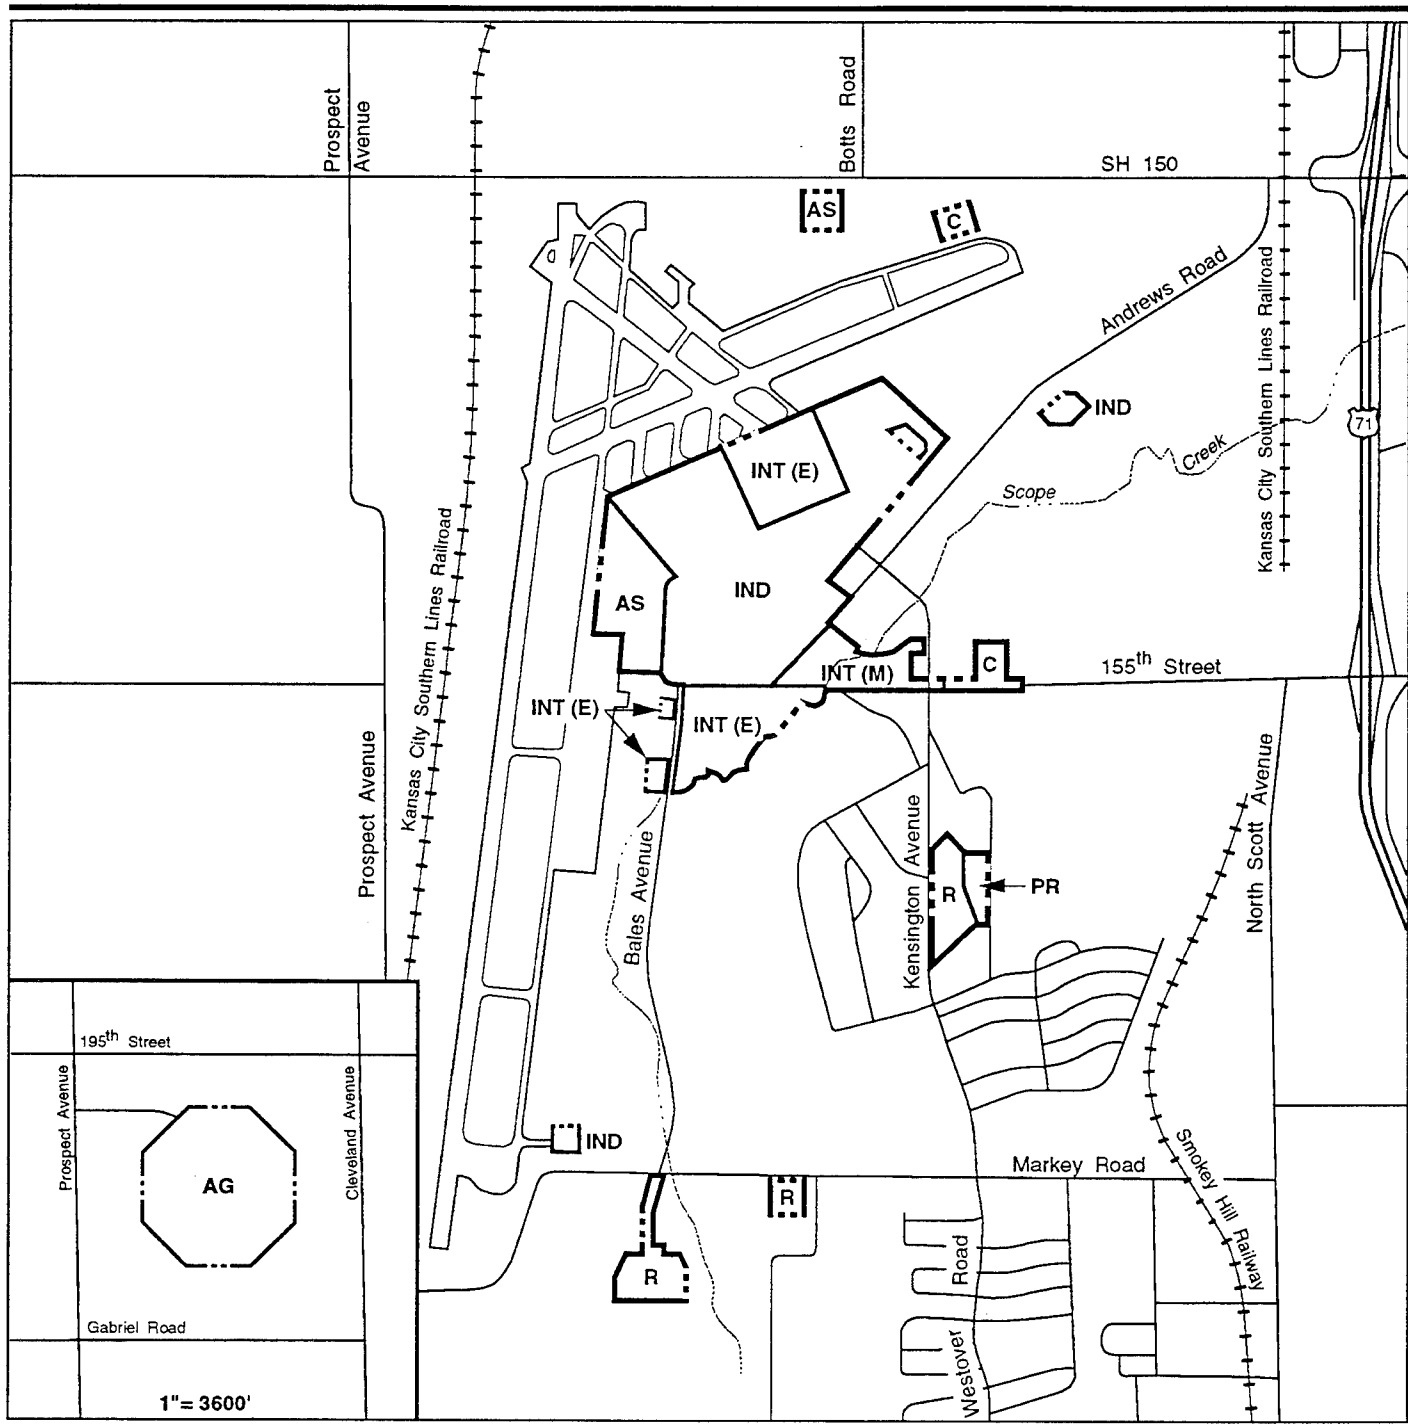 Prospect
Avenue
Botts Road
SH 150
AS
C
Andrews Road
Kansas City Southern Lines Railroad
IND
71
INT (E)
Creek
Scope
Kansas City Southern Lines Railroad
IND
AS
INT (M)
C
155th Street
INT (E)
INT (E)
Prospect Avenue
North Scott Avenue
Bales Avenue
Kensington Avenue
R
PR
195th Street
Prospect Avenue
Cleveland Avenue
AG
IND
Markey Road
Smokey Hill Railway
R
R
Westover Road
Gabriel Road
1"= 3600'